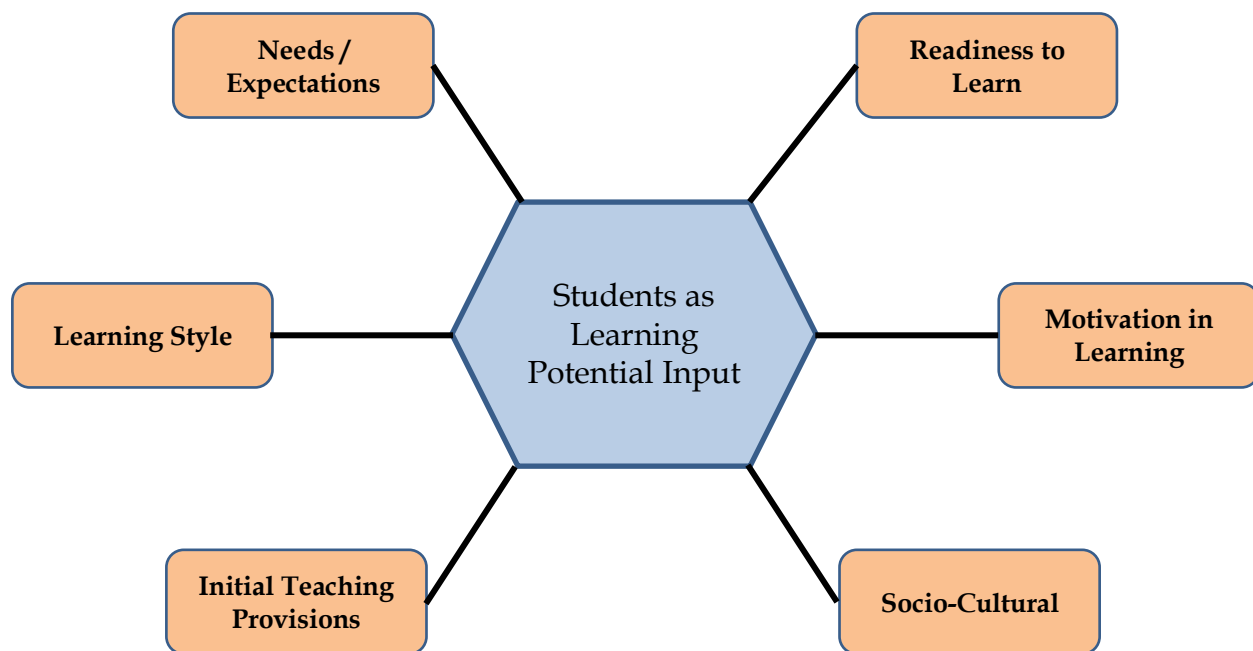 Needs / 
Expectations
Readiness to
Learn
Learning Style
Students as
Learning
Potential Input
Motivation in
Learning
Initial Teaching
Provisions
Socio-Cultural